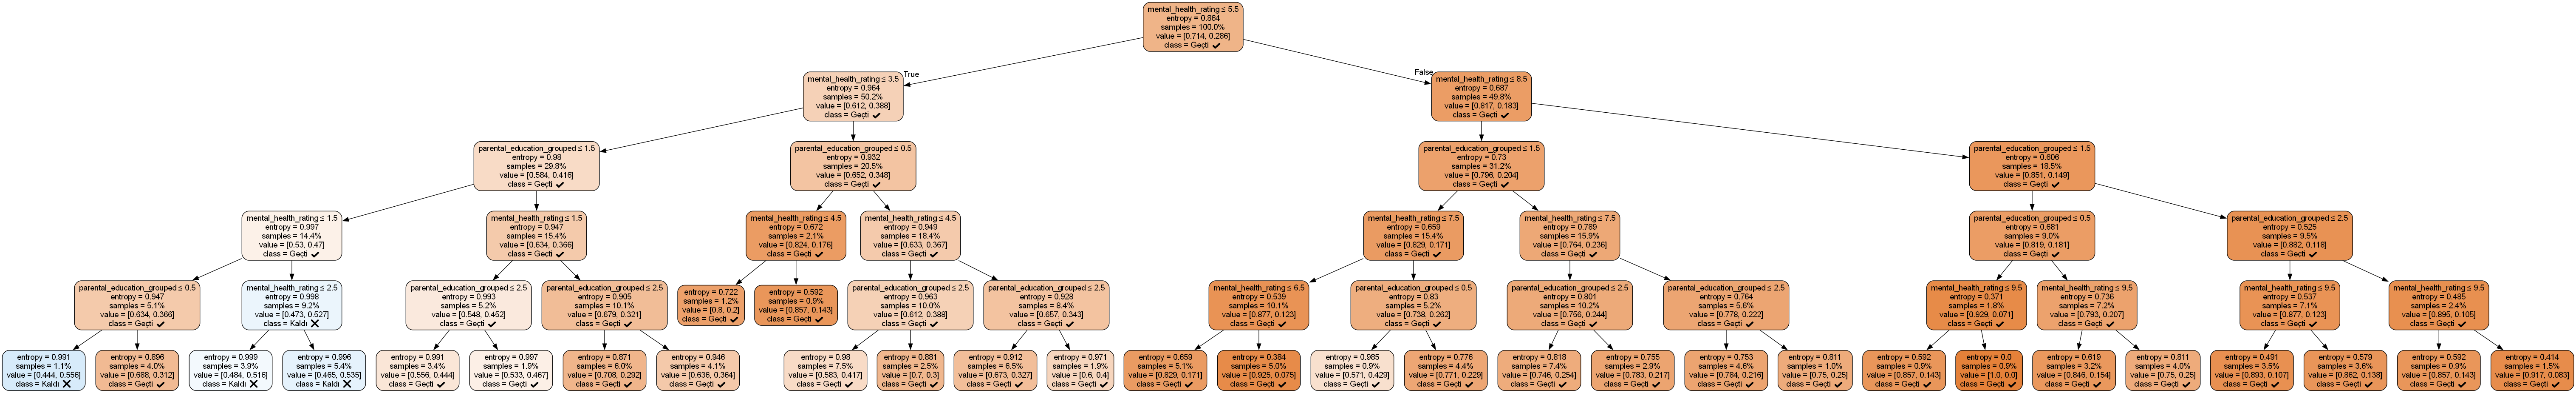 mental_health_rating ≤ 5.5
entropy = 0.864
samples = 100.0%
value = [0.714, 0.286]
class = Geçti ✔
True
False
mental_health_rating ≤ 3.5
entropy = 0.964
samples = 50.2%
value = [0.612, 0.388]
class = Geçti ✔
mental_health_rating ≤ 8.5
entropy = 0.687
samples = 49.8%
value = [0.817, 0.183]
class = Geçti ✔
parental_education_grouped ≤ 1.5
entropy = 0.98
samples = 29.8%
value = [0.584, 0.416]
class = Geçti ✔
parental_education_grouped ≤ 0.5
entropy = 0.932
samples = 20.5%
value = [0.652, 0.348]
class = Geçti ✔
parental_education_grouped ≤ 1.5
entropy = 0.73
samples = 31.2%
value = [0.796, 0.204]
class = Geçti ✔
parental_education_grouped ≤ 1.5
entropy = 0.606
samples = 18.5%
value = [0.851, 0.149]
class = Geçti ✔
mental_health_rating ≤ 1.5
entropy = 0.997
samples = 14.4%
value = [0.53, 0.47]
class = Geçti ✔
mental_health_rating ≤ 1.5
entropy = 0.947
samples = 15.4%
value = [0.634, 0.366]
class = Geçti ✔
mental_health_rating ≤ 4.5
entropy = 0.672
samples = 2.1%
value = [0.824, 0.176]
class = Geçti ✔
mental_health_rating ≤ 4.5
entropy = 0.949
samples = 18.4%
value = [0.633, 0.367]
class = Geçti ✔
mental_health_rating ≤ 7.5
entropy = 0.659
samples = 15.4%
value = [0.829, 0.171]
class = Geçti ✔
mental_health_rating ≤ 7.5
entropy = 0.789
samples = 15.9%
value = [0.764, 0.236]
class = Geçti ✔
parental_education_grouped ≤ 0.5
entropy = 0.681
samples = 9.0%
value = [0.819, 0.181]
class = Geçti ✔
parental_education_grouped ≤ 2.5
entropy = 0.525
samples = 9.5%
value = [0.882, 0.118]
class = Geçti ✔
parental_education_grouped ≤ 0.5
entropy = 0.947
samples = 5.1%
value = [0.634, 0.366]
class = Geçti ✔
mental_health_rating ≤ 2.5
entropy = 0.998
samples = 9.2%
value = [0.473, 0.527]
class = Kaldı ❌
parental_education_grouped ≤ 2.5
entropy = 0.993
samples = 5.2%
value = [0.548, 0.452]
class = Geçti ✔
parental_education_grouped ≤ 2.5
entropy = 0.905
samples = 10.1%
value = [0.679, 0.321]
class = Geçti ✔
entropy = 0.722
samples = 1.2%
value = [0.8, 0.2]
class = Geçti ✔
entropy = 0.592
samples = 0.9%
value = [0.857, 0.143]
class = Geçti ✔
parental_education_grouped ≤ 2.5
entropy = 0.963
samples = 10.0%
value = [0.612, 0.388]
class = Geçti ✔
parental_education_grouped ≤ 2.5
entropy = 0.928
samples = 8.4%
value = [0.657, 0.343]
class = Geçti ✔
mental_health_rating ≤ 6.5
entropy = 0.539
samples = 10.1%
value = [0.877, 0.123]
class = Geçti ✔
parental_education_grouped ≤ 0.5
entropy = 0.83
samples = 5.2%
value = [0.738, 0.262]
class = Geçti ✔
parental_education_grouped ≤ 2.5
entropy = 0.801
samples = 10.2%
value = [0.756, 0.244]
class = Geçti ✔
parental_education_grouped ≤ 2.5
entropy = 0.764
samples = 5.6%
value = [0.778, 0.222]
class = Geçti ✔
mental_health_rating ≤ 9.5
entropy = 0.371
samples = 1.8%
value = [0.929, 0.071]
class = Geçti ✔
mental_health_rating ≤ 9.5
entropy = 0.736
samples = 7.2%
value = [0.793, 0.207]
class = Geçti ✔
mental_health_rating ≤ 9.5
entropy = 0.537
samples = 7.1%
value = [0.877, 0.123]
class = Geçti ✔
mental_health_rating ≤ 9.5
entropy = 0.485
samples = 2.4%
value = [0.895, 0.105]
class = Geçti ✔
entropy = 0.991
samples = 1.1%
value = [0.444, 0.556]
class = Kaldı ❌
entropy = 0.896
samples = 4.0%
value = [0.688, 0.312]
class = Geçti ✔
entropy = 0.999
samples = 3.9%
value = [0.484, 0.516]
class = Kaldı ❌
entropy = 0.996
samples = 5.4%
value = [0.465, 0.535]
class = Kaldı ❌
entropy = 0.991
samples = 3.4%
value = [0.556, 0.444]
class = Geçti ✔
entropy = 0.997
samples = 1.9%
value = [0.533, 0.467]
class = Geçti ✔
entropy = 0.871
samples = 6.0%
value = [0.708, 0.292]
class = Geçti ✔
entropy = 0.946
samples = 4.1%
value = [0.636, 0.364]
class = Geçti ✔
entropy = 0.98
samples = 7.5%
value = [0.583, 0.417]
class = Geçti ✔
entropy = 0.881
samples = 2.5%
value = [0.7, 0.3]
class = Geçti ✔
entropy = 0.912
samples = 6.5%
value = [0.673, 0.327]
class = Geçti ✔
entropy = 0.971
samples = 1.9%
value = [0.6, 0.4]
class = Geçti ✔
entropy = 0.659
samples = 5.1%
value = [0.829, 0.171]
class = Geçti ✔
entropy = 0.384
samples = 5.0%
value = [0.925, 0.075]
class = Geçti ✔
entropy = 0.985
samples = 0.9%
value = [0.571, 0.429]
class = Geçti ✔
entropy = 0.776
samples = 4.4%
value = [0.771, 0.229]
class = Geçti ✔
entropy = 0.818
samples = 7.4%
value = [0.746, 0.254]
class = Geçti ✔
entropy = 0.755
samples = 2.9%
value = [0.783, 0.217]
class = Geçti ✔
entropy = 0.753
samples = 4.6%
value = [0.784, 0.216]
class = Geçti ✔
entropy = 0.811
samples = 1.0%
value = [0.75, 0.25]
class = Geçti ✔
entropy = 0.592
samples = 0.9%
value = [0.857, 0.143]
class = Geçti ✔
entropy = 0.0
samples = 0.9%
value = [1.0, 0.0]
class = Geçti ✔
entropy = 0.619
samples = 3.2%
value = [0.846, 0.154]
class = Geçti ✔
entropy = 0.811
samples = 4.0%
value = [0.75, 0.25]
class = Geçti ✔
entropy = 0.491
samples = 3.5%
value = [0.893, 0.107]
class = Geçti ✔
entropy = 0.579
samples = 3.6%
value = [0.862, 0.138]
class = Geçti ✔
entropy = 0.592
samples = 0.9%
value = [0.857, 0.143]
class = Geçti ✔
entropy = 0.414
samples = 1.5%
value = [0.917, 0.083]
class = Geçti ✔